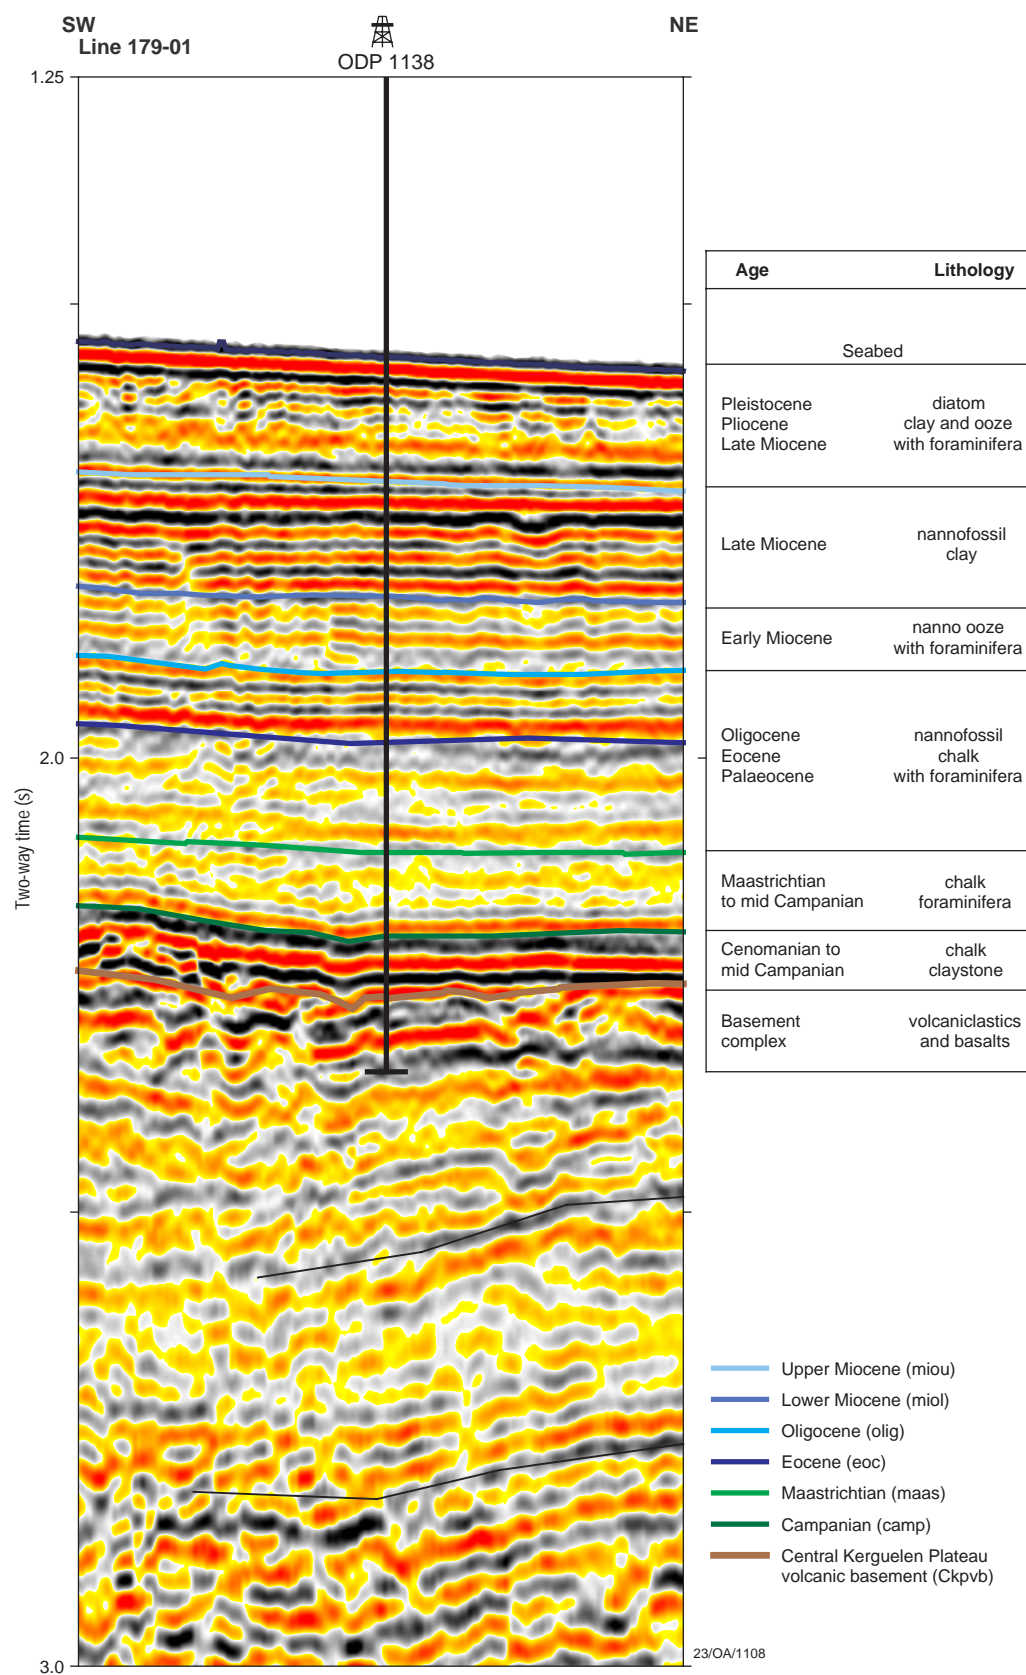 SW
NE
Line 179-01
ODP 1138
1.25
Age Lithology
Seabed
Pleistocene diatom
Pliocene clay and ooze
Late Miocene with foraminifera
Late Miocene
nannofossil
clay
Early Miocene
nanno ooze
with foraminifera
Oligocene nannofossil
Eocene chalk
Palaeocene with foraminifera
Maastrichtian chalk
to mid Campanian foraminifera
Cenomanian to chalk
mid Campanian claystone
Basement volcaniclastics
complex and basalts
2.0
Two-way time (s)
Upper Miocene (miou)
Lower Miocene (miol)
Oligocene (olig)
Eocene (eoc)
Maastrichtian (maas)
Campanian (camp)
Central Kerguelen Plateau
volcanic basement (Ckpvb)
23/OA/1108
3.0